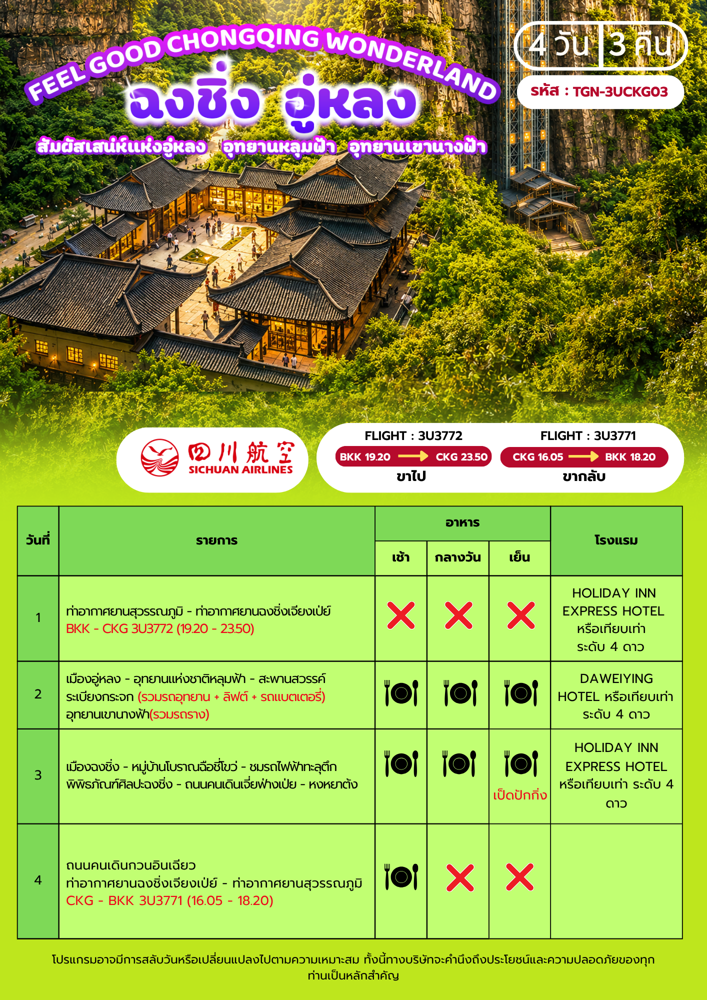 FEEL GOOD CHONGQING WONDERLAND
ฉงชิ่ง อู่หลง
สัมผัสเสน่ห์แห่งอู่หลง อุทยานหลุมฟ้า อุทยานเขานางฟ้า
4 วัน 3 คืน
รหัส : TGN-3UCKG03
四川航空
SICHUAN AIRLINES
FLIGHT : 3U3772
BKK 19.20 CKG 23.50
ขาไป
FLIGHT : 3U3771
CKG 16.05 BKK 18.20
ขากลับ
วันที่
รายการ
อาหาร
โรงแรม
เช้า
กลางวัน
เย็น
1
ท่าอากาศยานสุวรรณภูมิ - ท่าอากาศยานฉงชิ่งเจียงเป่ย์
BKK - CKG 3U3772 (19.20 - 23.50)
HOLIDAY INN
EXPRESS HOTEL
หรือเทียบเท่า
ระดับ 4 ดาว
2
เมืองอู่หลง - อุทยานแห่งชาติหลุมฟ้า - สะพานสวรรค์
ระเบียงกระจก (รวมรถอุทยาน + ลิฟต์ + รถแบตเตอรี่)
อุทยานเขานางฟ้า(รวมรถราง)
DAWEIYING
HOTEL หรือเทียบเท่า
ระดับ 4 ดาว
3
เมืองฉงชิ่ง - หมู่บ้านโบราณฉือชี่โขว่ - ชมรถไฟฟ้าทะลุตึก
พิพิธภัณฑ์ศิลปะฉงชิ่ง - ถนนคนเดินเจี่ยฟ่างเป่ย - หงหยาต้ง
เป็ดปักกิ่ง
HOLIDAY INN
EXPRESS HOTEL
หรือเทียบเท่า ระดับ 4
ดาว
4
ถนนคนเดินกวนอินเฉียว
ท่าอากาศยานฉงชิ่งเจียงเป่ย์ - ท่าอากาศยานสุวรรณภูมิ
CKG - BKK 3U3771 (16.05 - 18.20)
โปรแกรมอาจมีการสลับวันหรือเปลี่ยนแปลงไปตามความเหมาะสม ทั้งนี้ทางบริษัทจะคำนึงถึงประโยชน์และความปลอดภัยของทุก
ท่านเป็นหลักสำคัญ